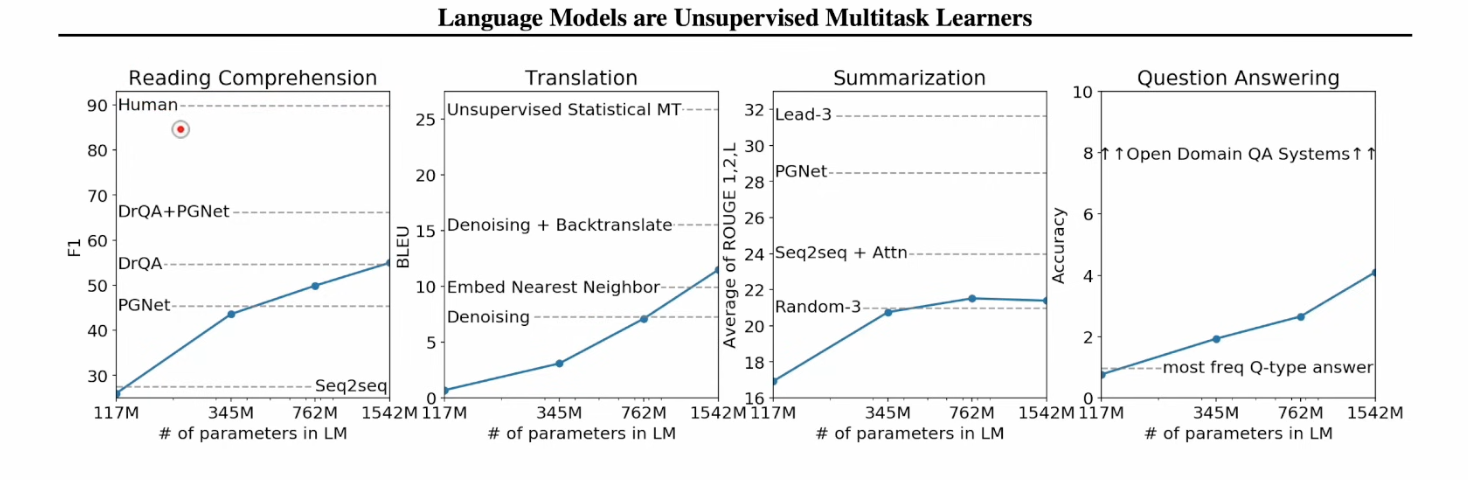 Language Models are Unsupervised Multitask Learners
Reading Comprehension
F1
90
80
70
60
50
40
30
Human
DrQA+PGNet
DrQA
PGNet
Seq2seq
117M 345M 762M 1542M
# of parameters in LM
Translation
BLEU
25
20
15
10
5
0
Unsupervised Statistical MT
Denoising + Backtranslate
Embed Nearest Neighbor
Denoising
117M 345M 762M 1542M
# of parameters in LM
Summarization
Average of ROUGE 1,2,L
32
30
28
26
24
22
20
18
16
Lead-3
PGNet
Seq2seq + Attn
Random-3
117M 345M 762M 1542M
# of parameters in LM
Question Answering
Accuracy
10
8
6
4
2
0
↑↑Open Domain QA Systems↑↑
most freq Q-type answer
117M 345M 762M 1542M
# of parameters in LM